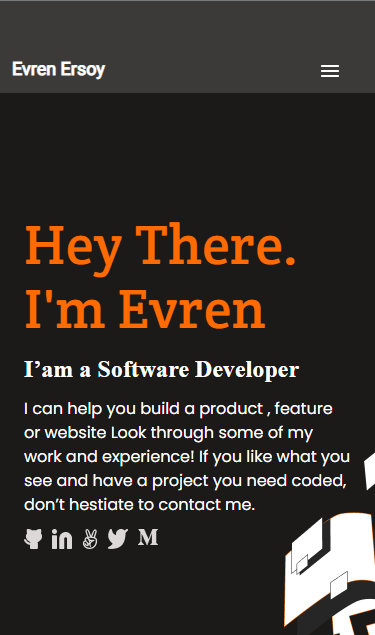 Evren Ersoy
Hey There.
I'm Evren
I’am a Software Developer
I can help you build a product , feature
or website Look through some of my
work and experience! If you like what you
see and have a project you need coded,
don’t hestiate to contact me.